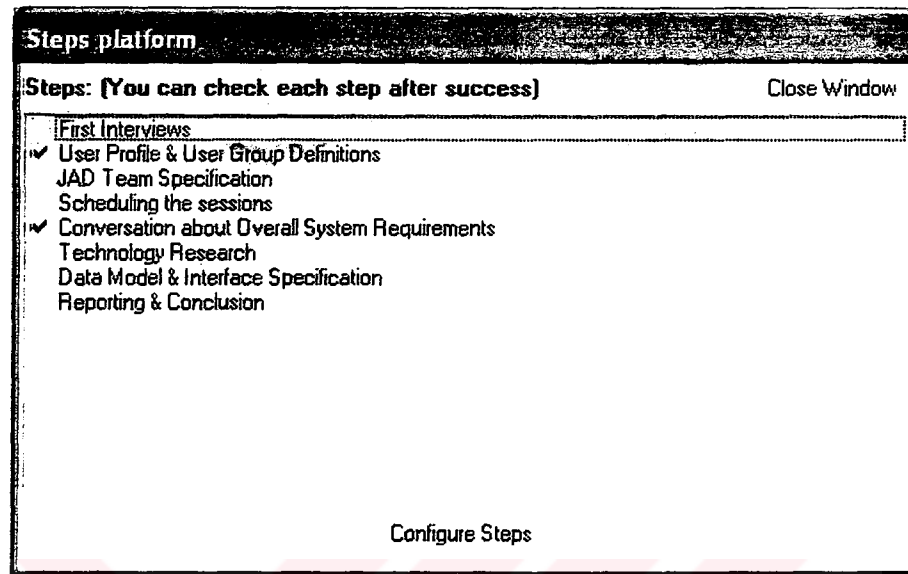 Steps platform
Steps: (You can check each step after success) Close Window
First Interviews
User Profile & User Group Definitions
JAD Team Specification
Scheduling the sessions
Conversation about Overall System Requirements
Technology Research
Data Model & Interface Specification
Reporting & Conclusion
Configure Steps